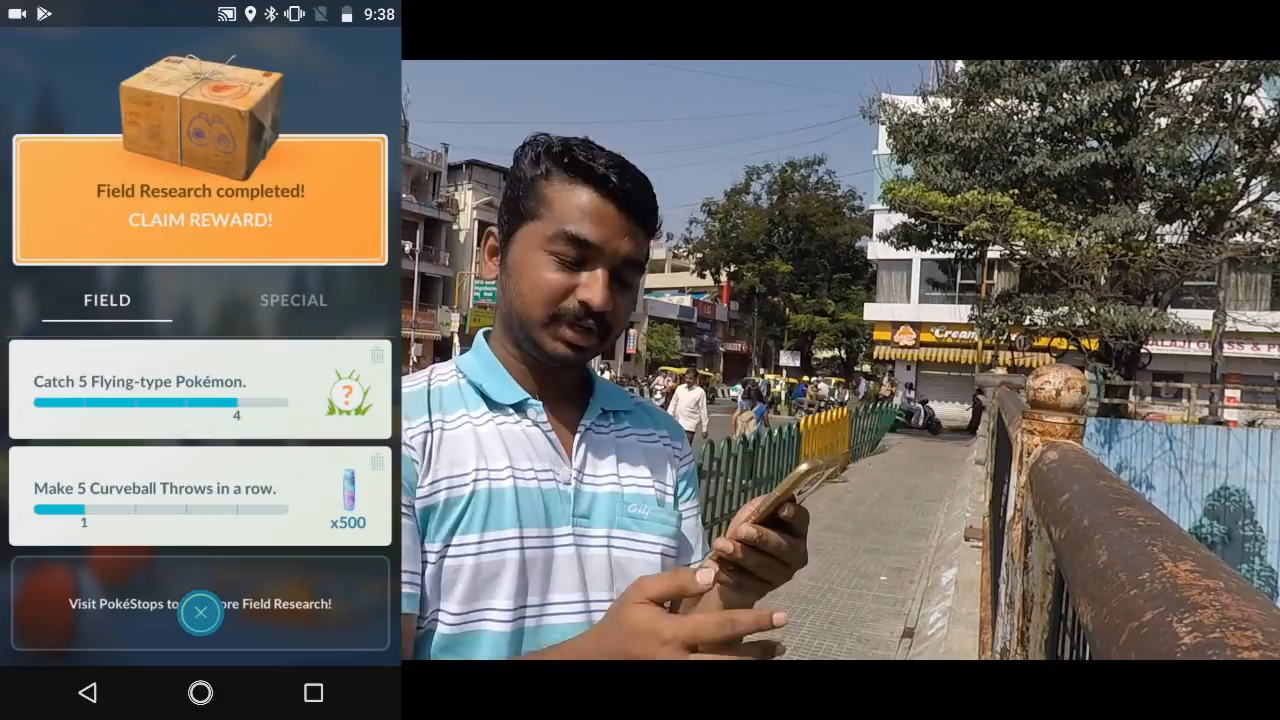 9:38
Field Research completed!
CLAIM REWARD!
FIELD
SPECIAL
Catch 5 Flying-type Pokémon.
?
4
Make 5 Curveball Throws in a row.
1
x500
Visit PokéStops to
ore Field Research!
Cream
LG